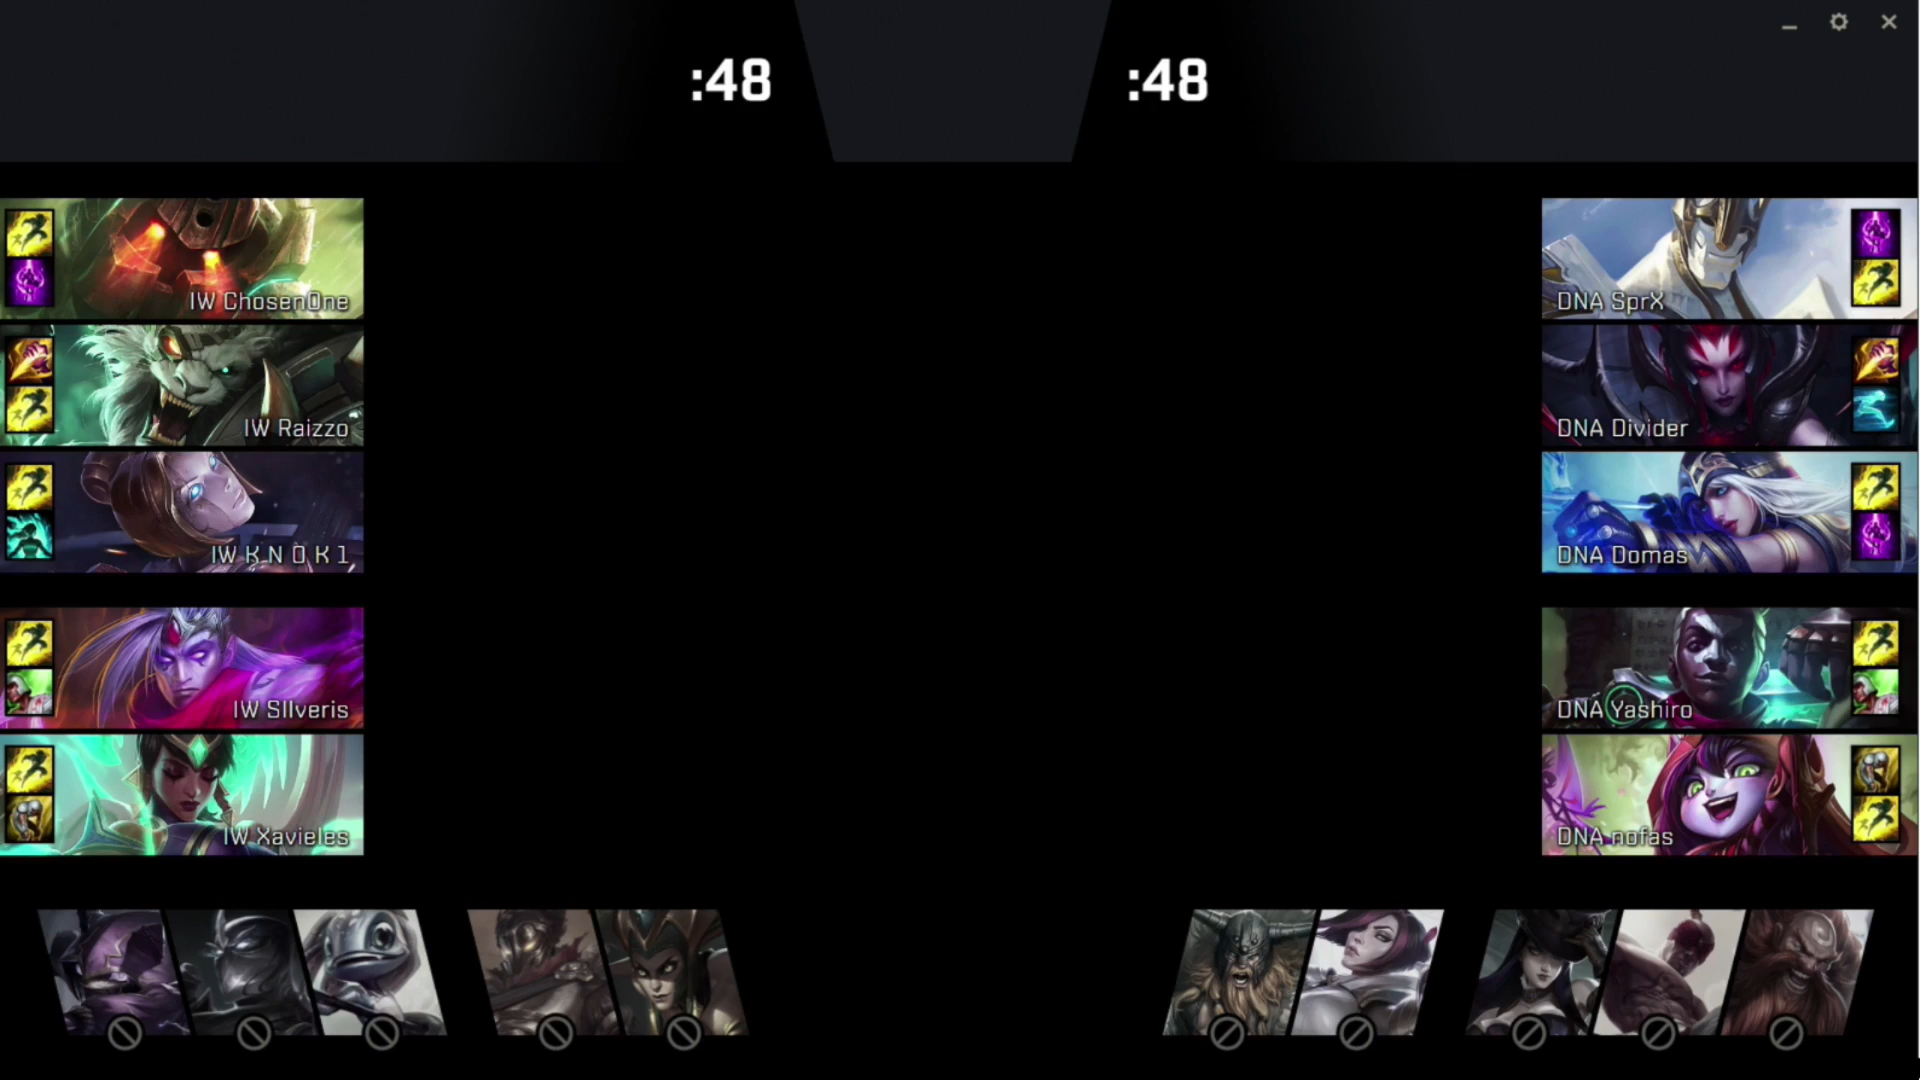 :48
:48
IW ChosenOne
IW Raizzo
IW K N O K 1
IW SIlveris
IW Xavieles
DNA SprX
DNA Divider
DNA Domas
DNA Yashiro
DNA nofas